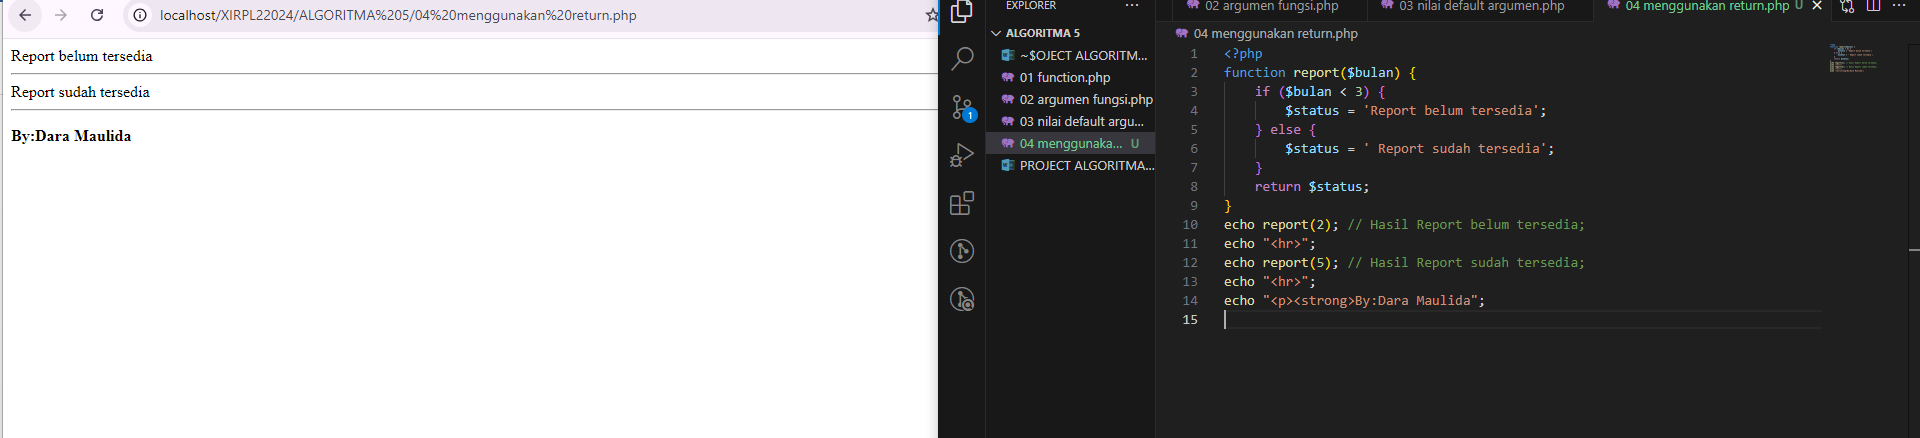 localhost/XIRPL22024/ALGORITMA%205/04%20menggunakan%20return.php
Report belum tersedia
Report sudah tersedia
By:Dara Maulida
EXPLORER ...
ALGORITMA 5
~$OJECT ALGORITM...
01 function.php
02 argumen fungsi.php
03 nilai default argu...
04 menggunaka... U
PROJECT ALGORITMA...
1
02 argumen fungsi.php 03 nilai default argumen.php 04 menggunakan return.php U
04 menggunakan return.php
1 <?php
2 function report($bulan) {
3 if ($bulan < 3) {
4 $status = 'Report belum tersedia';
5 } else {
6 $status = ' Report sudah tersedia';
7 }
8 return $status;
9 }
10 echo report(2); // Hasil Report belum tersedia;
11 echo "<hr>";
12 echo report(5); // Hasil Report sudah tersedia;
13 echo "<hr>";
14 echo "<p><strong>By:Dara Maulida";
15